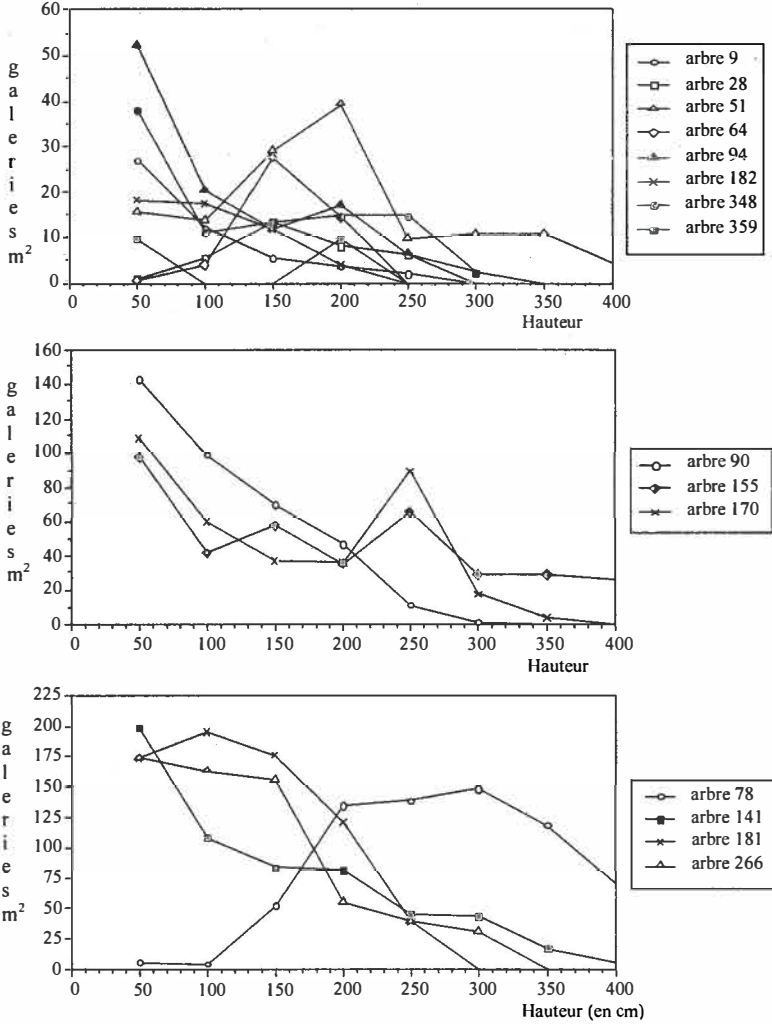 galeries m²
60
50
40
30
20
10
0
0 50 100 150 200 250 300 350 400
Hauteur
arbre 9
arbre 28
arbre 51
arbre 64
arbre 94
arbre 182
arbre 348
arbre 359
galeries m²
160
140
120
100
80
60
40
20
0
0 50 100 150 200 250 300 350 400
Hauteur
arbre 90
arbre 155
arbre 170
galeries m²
225
200
175
150
125
100
75
50
25
0
0 50 100 150 200 250 300 350 400
Hauteur (en cm)
arbre 78
arbre 141
arbre 181
arbre 266